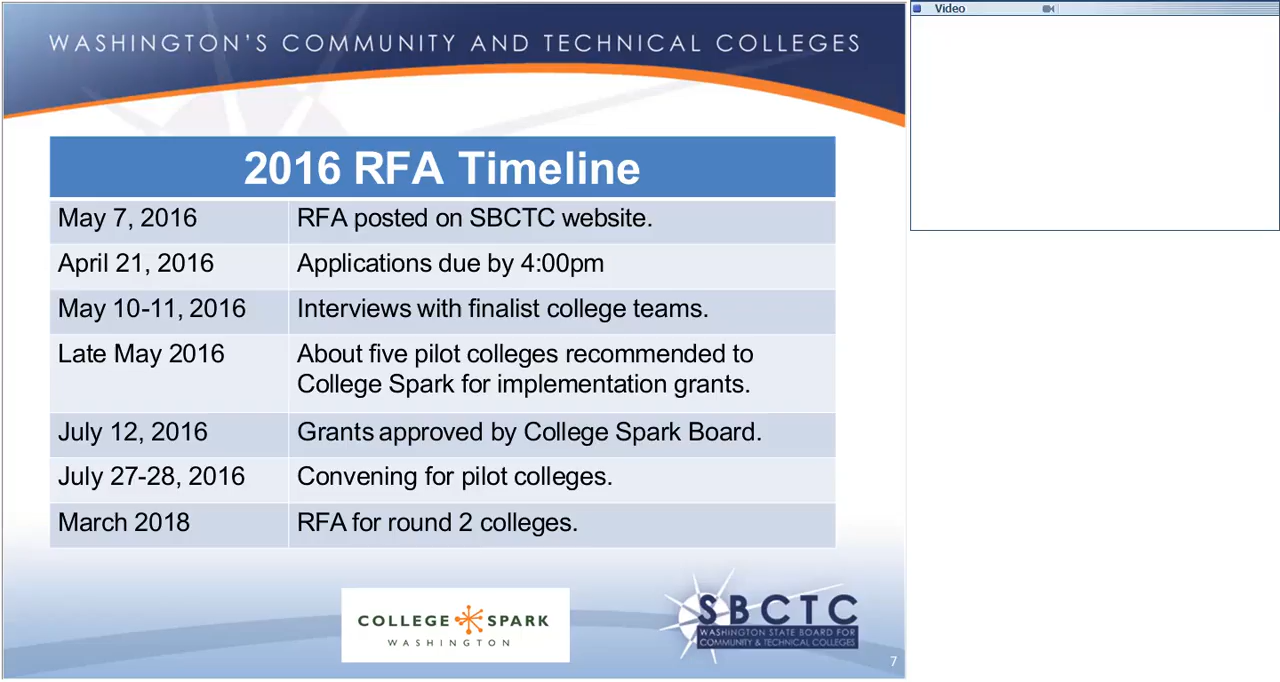 WASHINGTON'S COMMUNITY AND TECHNICAL COLLEGES
Video
2016 RFA Timeline
May 7, 2016 RFA posted on SBCTC website.
April 21, 2016 Applications due by 4:00pm
May 10-11, 2016 Interviews with finalist college teams.
Late May 2016 About five pilot colleges recommended to
College Spark for implementation grants.
July 12, 2016 Grants approved by College Spark Board.
July 27-28, 2016 Convening for pilot colleges.
March 2018 RFA for round 2 colleges.
COLLEGE SPARK
WASHINGTON
SBCTC
WASHINGTON STATE BOARD FOR
COMMUNITY & TECHNICAL COLLEGES
7